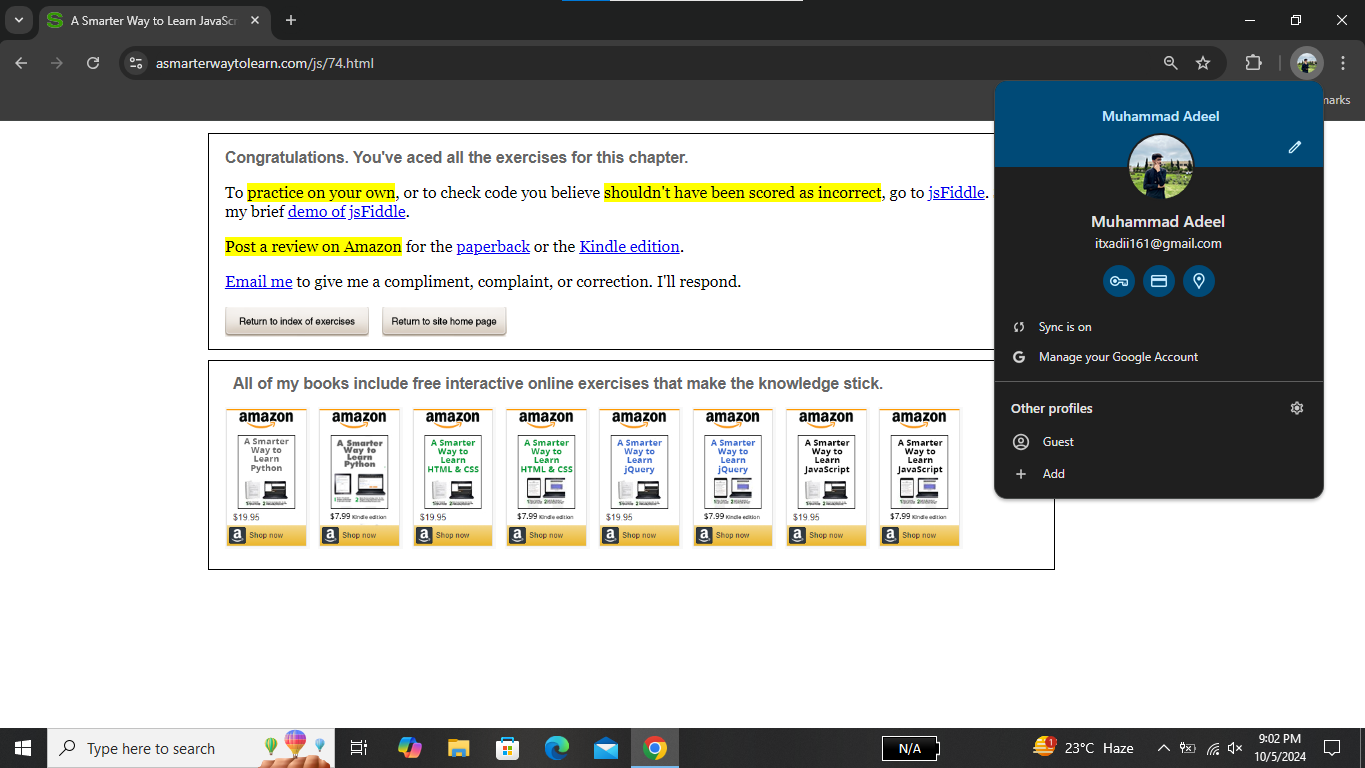 A Smarter Way to Learn JavaSc
asmarterwaytolearn.com/js/74.html
marks
Congratulations. You've aced all the exercises for this chapter.
To practice on your own, or to check code you believe shouldn't have been scored as incorrect, go to jsFiddle.
my brief demo of jsFiddle.
Post a review on Amazon for the paperback or the Kindle edition.
Email me to give me a compliment, complaint, or correction. I'll respond.
Return to index of exercises Return to site home page
Muhammad Adeel
Muhammad Adeel
itxadii161@gmail.com
Sync is on
Manage your Google Account
Other profiles
Guest
Add
All of my books include free interactive online exercises that make the knowledge stick.
amazon amazon amazon amazon amazon amazon amazon amazon
A Smarter Way to Learn Python
A Smarter Way to Learn Python
A Smarter Way to Learn HTML & CSS
A Smarter Way to Learn HTML & CSS
A Smarter Way to Learn jQuery
A Smarter Way to Learn jQuery
A Smarter Way to Learn JavaScript
A Smarter Way to Learn JavaScript
$19.95 $7.99 Kindle edition $19.95 $7.99 Kindle edition $19.95 $7.99 Kindle edition $19.95 $7.99 Kindle edition
Shop now Shop now Shop now Shop now Shop now Shop now Shop now Shop now
Type here to search
N/A
1
23°C Haze
9:02 PM
10/5/2024